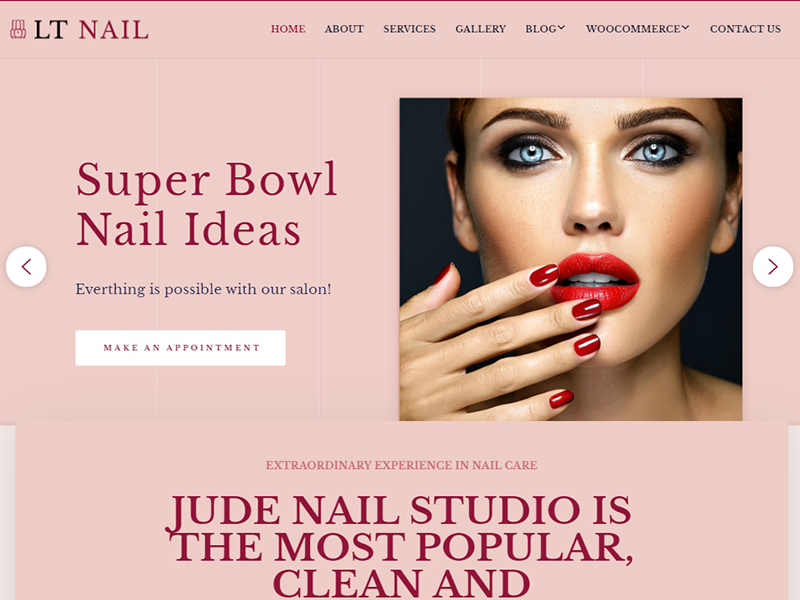 LT NAIL
HOME ABOUT SERVICES GALLERY BLOG WOOCOMMERCE CONTACT US
Super Bowl
Nail Ideas
Everthing is possible with our salon!
MAKE AN APPOINTMENT
EXTRAORDINARY EXPERIENCE IN NAIL CARE
JUDE NAIL STUDIO IS
THE MOST POPULAR,
CLEAN AND